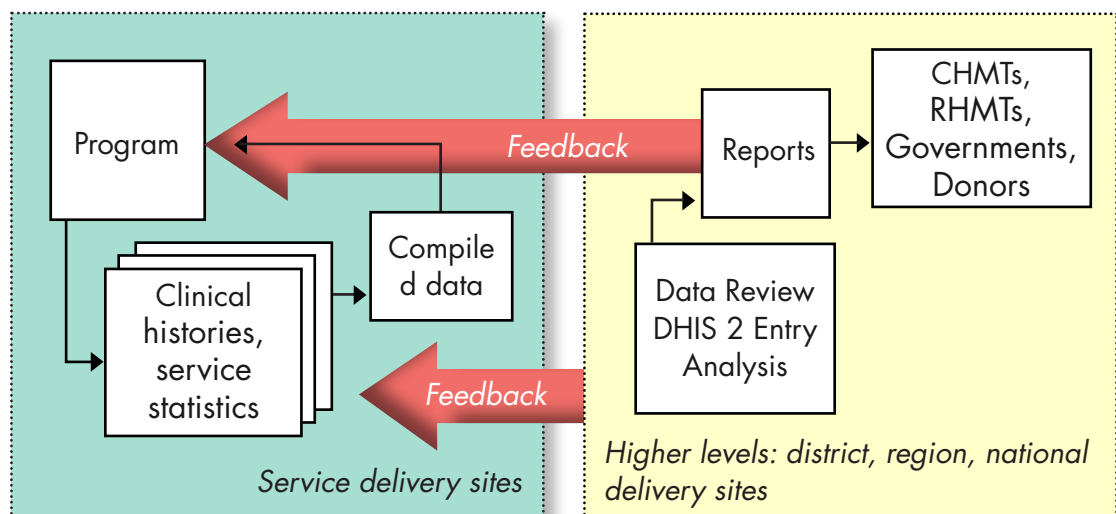 Program
Feedback
Reports
CHMTs,
RHMTs,
Governments,
Donors
Compile
d data
Clinical
histories,
service
statistics
Data Review
DHIS 2 Entry
Analysis
Feedback
Service delivery sites
Higher levels: district, region, national
delivery sites